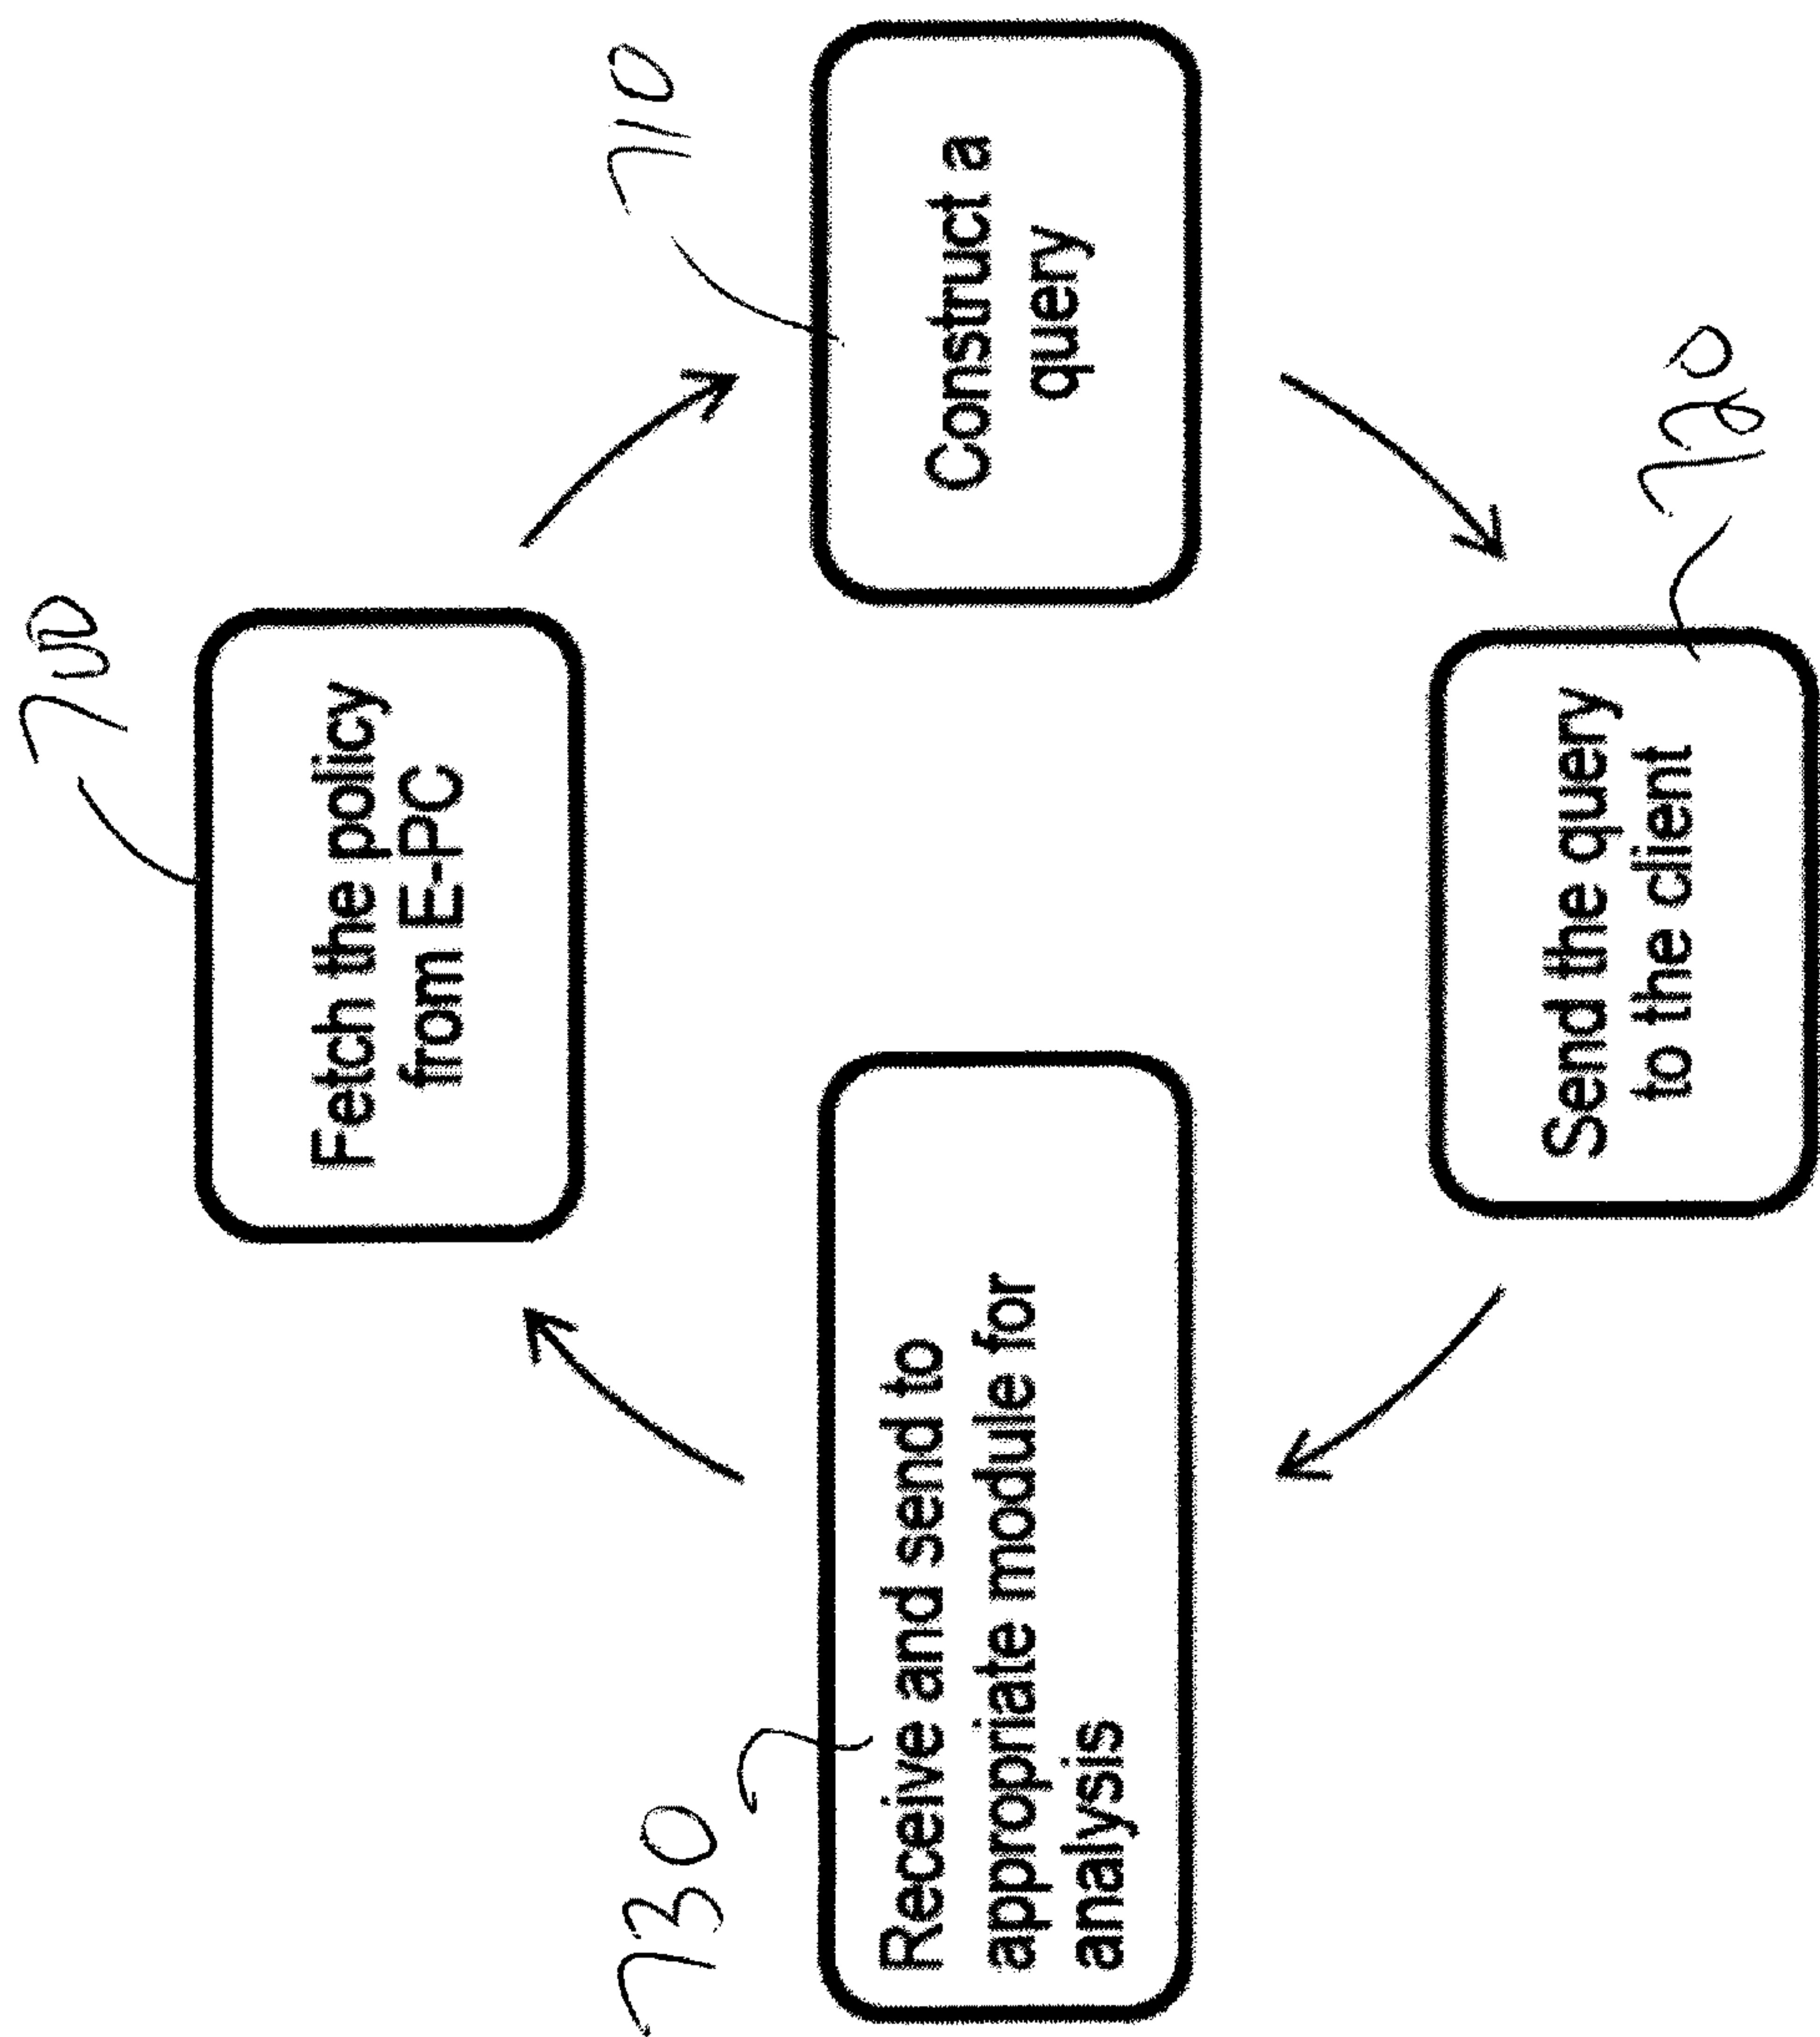 700
Fetch the policy
from E-PC
710
Construct a
query
720
Send the query
to the client
730
Receive and send to
appropriate module for
analysis